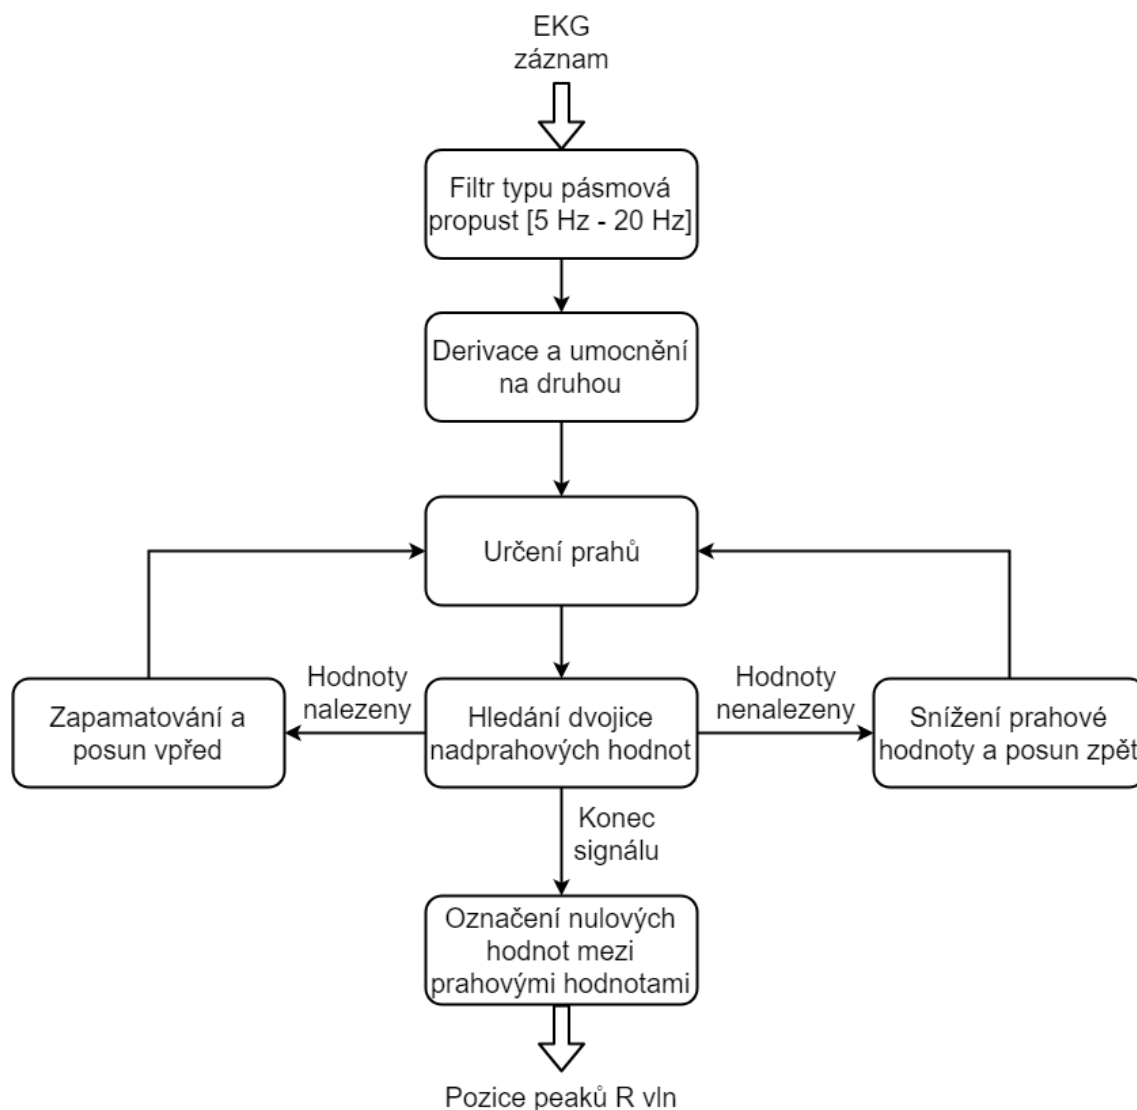 EKG
záznam
Filtr typu pásmová
propust [5 Hz - 20 Hz]
Derivace a umocnění
na druhou
Určení prahů
Hodnoty
nalezeny
Hodnoty
nenalezeny
Zapamatování a
posun vpřed
Hledání dvojice
nadprahových hodnot
Snížení prahové
hodnoty a posun zpět
Konec
signálu
Označení nulových
hodnot mezi
prahovými hodnotami
Pozice peaků R vln